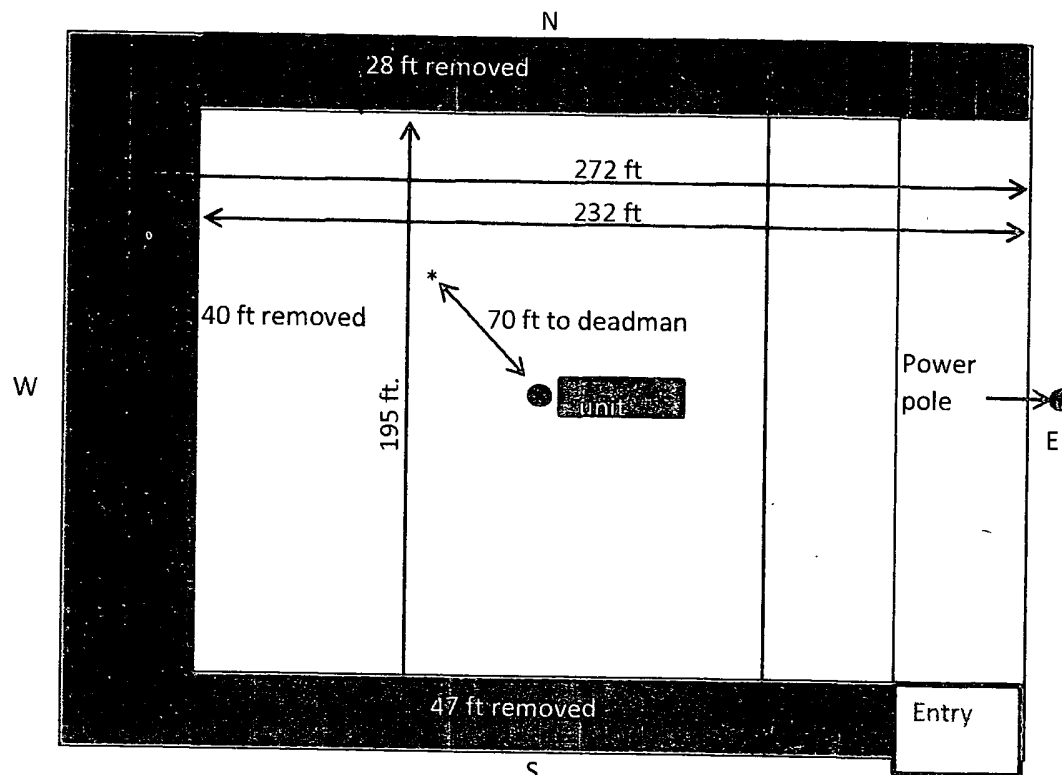 N
28 ft removed
272 ft
232 ft
*
40 ft removed
70 ft to deadman
195 ft.
unit
Power
pole
W
E
47 ft removed
Entry
S